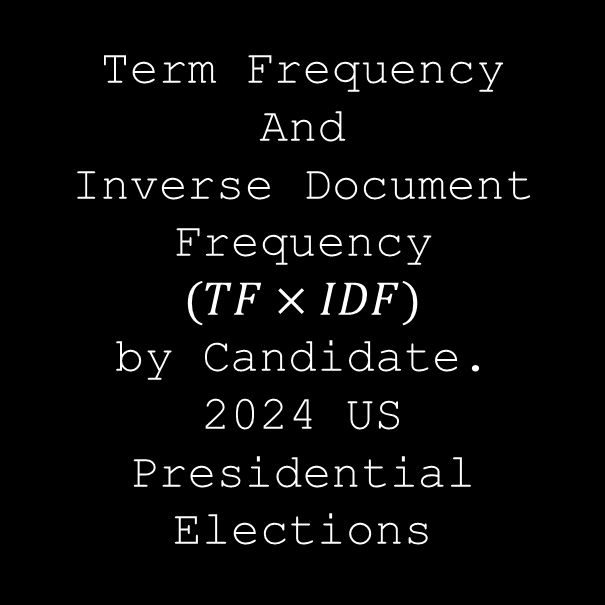 Term Frequency
And
Inverse Document
Frequency
(TF × IDF)
by Candidate.
2024 US
Presidential
Elections